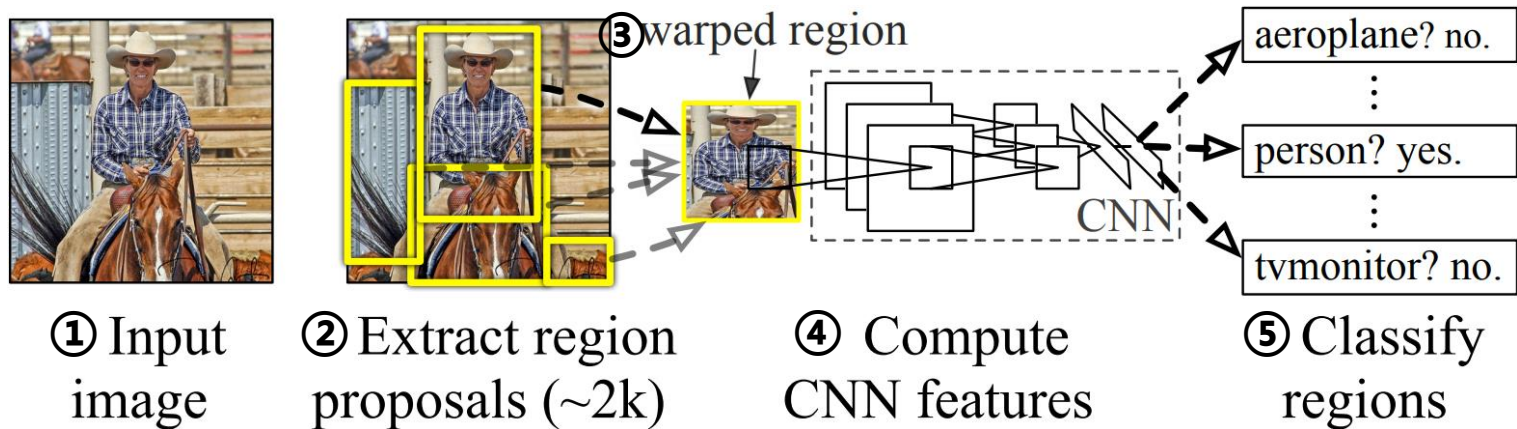 ③warped region
aeroplane? no.
⋮
person? yes.
CNN
⋮
tvmonitor? no.
① Input
image
② Extract region
proposals (~2k)
④ Compute
CNN features
⑤ Classify
regions